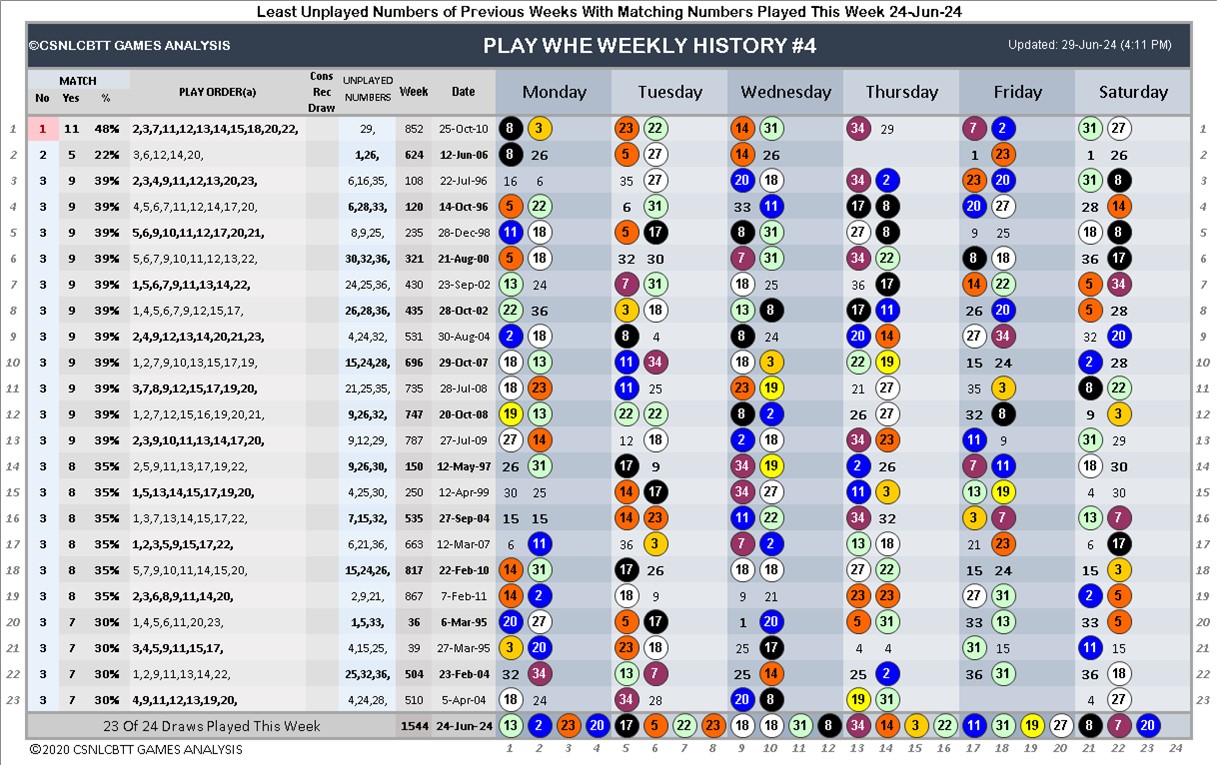 Least Unplayed Numbers of Previous Weeks With Matching Numbers Played This Week 24-Jun-24
©CSNLCBTT GAMES ANALYSIS PLAY WHE WEEKLY HISTORY #4 Updated: 29-Jun-24 (4:11 PM)
MATCH
No Yes % PLAY ORDER(a) Cons Rec Draw UNPLAYED NUMBERS Week Date Monday Tuesday Wednesday Thursday Friday Saturday
1 1 11 48% 2,3,7,11,12,13,14,15,18,20,22, 29, 852 25-Oct-10 8 3 23 22 14 31 34 29 7 2 31 27 1
2 2 5 22% 3,6,12,14,20, 1,26, 624 12-Jun-06 8 26 5 27 14 26 1 23 1 26 2
3 3 9 39% 2,3,4,9,11,12,13,20,23, 6,16,35, 108 22-Jul-96 16 6 35 27 20 18 34 2 23 20 31 8 3
4 3 9 39% 4,5,6,7,11,12,14,17,20, 6,28,33, 120 14-Oct-96 5 22 6 31 33 11 17 8 20 27 28 14 4
5 3 9 39% 5,6,9,10,11,12,17,20,21, 8,9,25, 235 28-Dec-98 11 18 5 17 8 31 27 8 9 25 18 8 5
6 3 9 39% 5,6,7,9,10,11,12,13,22, 30,32,36, 321 21-Aug-00 5 18 32 30 7 31 34 22 8 18 36 17 6
7 3 9 39% 1,5,6,7,9,11,13,14,22, 24,25,36, 430 23-Sep-02 13 24 7 31 18 25 36 17 14 22 5 34 7
8 3 9 39% 1,4,5,6,7,9,12,15,17, 26,28,36, 435 28-Oct-02 22 36 3 18 13 8 17 11 26 20 5 28 8
9 3 9 39% 2,4,9,12,13,14,20,21,23, 4,24,32, 531 30-Aug-04 2 18 8 4 8 24 20 14 27 34 32 20 9
10 3 9 39% 1,2,7,9,10,13,15,17,19, 15,24,28, 696 29-Oct-07 18 13 11 34 18 3 22 19 15 24 2 28 10
11 3 9 39% 3,7,8,9,12,15,17,19,20, 21,25,35, 735 28-Jul-08 18 23 11 25 23 19 21 27 35 3 8 22 11
12 3 9 39% 1,2,7,12,15,16,19,20,21, 9,26,32, 747 20-Oct-08 19 13 22 22 8 2 26 27 32 8 9 3 12
13 3 9 39% 2,3,9,10,11,13,14,17,20, 9,12,29, 787 27-Jul-09 27 14 12 18 2 18 34 23 11 9 31 29 13
14 3 8 35% 2,5,9,11,13,17,19,22, 9,26,30, 150 12-May-97 26 31 17 9 34 19 2 26 7 11 18 30 14
15 3 8 35% 1,5,13,14,15,17,19,20, 4,25,30, 250 12-Apr-99 30 25 14 17 34 27 11 3 13 19 4 30 15
16 3 8 35% 1,3,7,13,14,15,17,22, 7,15,32, 535 27-Sep-04 15 15 14 23 11 22 34 32 3 7 13 7 16
17 3 8 35% 1,2,3,5,9,15,17,22, 6,21,36, 663 12-Mar-07 6 11 36 3 7 2 13 18 21 23 6 17 17
18 3 8 35% 5,7,9,10,11,14,15,20, 15,24,26, 817 22-Feb-10 14 31 17 26 18 18 27 22 15 24 15 3 18
19 3 8 35% 2,3,6,8,9,11,14,20, 2,9,21, 867 7-Feb-11 14 2 18 9 9 21 23 23 27 31 2 5 19
20 3 7 30% 1,4,5,6,11,20,23, 1,5,33, 36 6-Mar-95 20 27 5 17 1 20 5 31 33 13 33 5 20
21 3 7 30% 3,4,5,9,11,15,17, 4,15,25, 39 27-Mar-95 3 20 23 18 25 17 4 4 31 15 11 15 21
22 3 7 30% 1,2,9,11,13,14,22, 25,32,36, 504 23-Feb-04 32 34 13 7 25 14 25 2 36 31 36 18 22
23 3 7 30% 4,9,11,12,13,19,20, 4,24,28, 510 5-Apr-04 18 24 34 28 20 8 19 31 4 27 23
23 Of 24 Draws Played This Week 1544 24-Jun-24 13 2 23 20 17 5 22 23 18 18 31 8 34 14 3 22 11 31 19 27 8 7 20
©2020 CSNLCBTT GAMES ANALYSIS 1 2 3 4 5 6 7 8 9 10 11 12 13 14 15 16 17 18 19 20 21 22 23 24